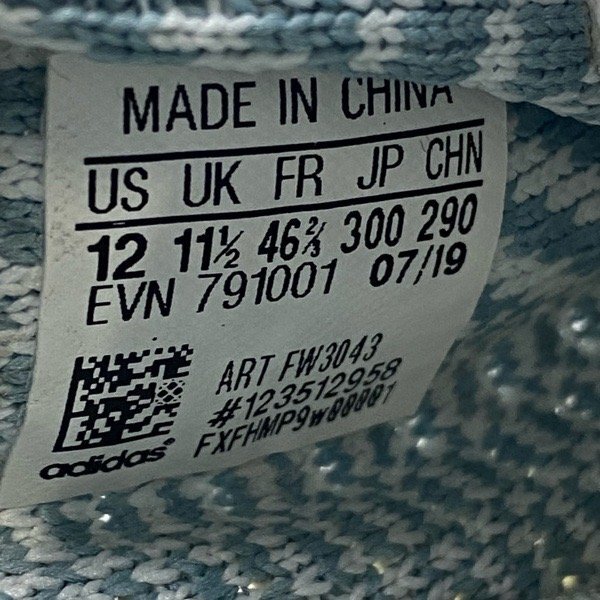 MADE IN CHINA
US UK FR JP CHN
12 11½ 46⅔ 300 290
EVN 791001 07/19
ART FW3043
#123512958
FXFHMP9w00001
adidas